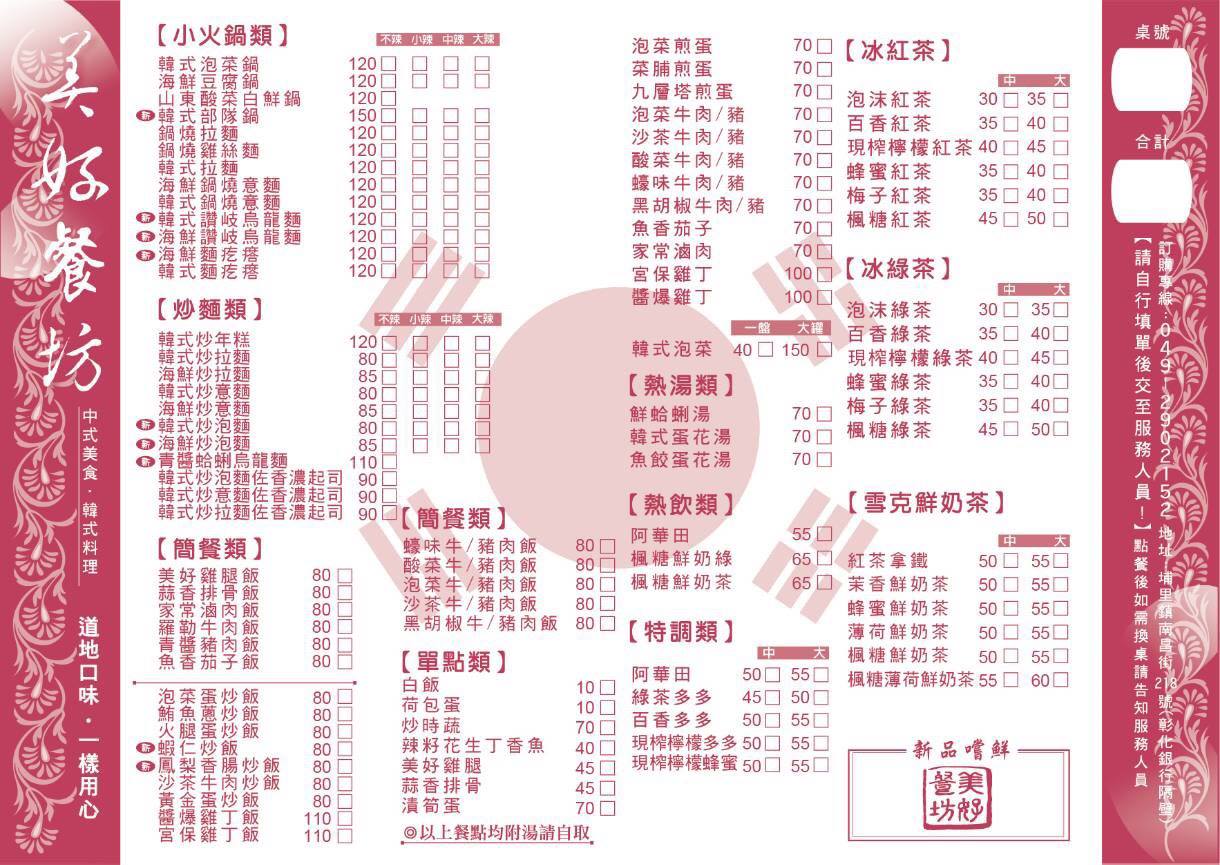 美好餐坊
中式美食．韓式料理
道地口味．一樣用心
【小火鍋類】
不辣 小辣 中辣 大辣
韓式泡菜鍋 120□ □ □ □
海鮮豆腐鍋 120□ □ □ □
山東酸菜白鮮鍋 120□
新 韓式部隊鍋 150□ □ □ □
鍋燒拉麵 120□ □ □ □
鍋燒雞絲麵 120□ □ □ □
韓式拉麵 120□ □ □ □
海鮮鍋燒意麵 120□ □ □ □
韓式鍋燒意麵 120□ □ □ □
新 韓式讚岐烏龍麵 120□ □ □ □
新 海鮮讚岐烏龍麵 120□ □ □ □
新 海鮮麵疙瘩 120□ □ □ □
韓式麵疙瘩 120□ □ □ □
【炒麵類】
不辣 小辣 中辣 大辣
韓式炒年糕 120□ □ □ □
韓式炒拉麵 80□ □ □ □
海鮮炒拉麵 85□ □ □ □
韓式炒意麵 80□ □ □ □
海鮮炒意麵 85□ □ □ □
新 韓式炒泡麵 80□ □ □ □
新 海鮮炒泡麵 85□ □ □ □
新 青醬蛤蜊烏龍麵 110□
韓式炒泡麵佐香濃起司 90□
韓式炒意麵佐香濃起司 90□
韓式炒拉麵佐香濃起司 90□
【簡餐類】
美好雞腿飯 80□
蒜香排骨飯 80□
家常滷肉飯 80□
羅勒牛肉飯 80□
青醬豬肉飯 80□
魚香茄子飯 80□
泡菜蛋炒飯 80□
鮪魚蔥炒飯 80□
火腿蛋炒飯 80□
新 蝦仁炒飯 80□
新 鳳梨香腸炒飯 80□
沙茶牛肉炒飯 80□
黃金蛋炒飯 80□
醬爆雞丁飯 110□
宮保雞丁飯 110□
【簡餐類】
蠔味牛/豬肉飯 80□
酸菜牛/豬肉飯 80□
泡菜牛/豬肉飯 80□
沙茶牛/豬肉飯 80□
黑胡椒牛/豬肉飯 80□
【單點類】
白飯 10□
荷包蛋 10□
炒時蔬 70□
辣籽花生丁香魚 40□
美好雞腿 45□
蒜香排骨 45□
漬筍蛋 70□
◎以上餐點均附湯請自取
泡菜煎蛋 70□
菜脯煎蛋 70□
九層塔煎蛋 70□
泡菜牛肉/豬 70□
沙茶牛肉/豬 70□
酸菜牛肉/豬 70□
蠔味牛肉/豬 70□
黑胡椒牛肉/豬 70□
魚香茄子 70□
家常滷肉 70□
宮保雞丁 100□
醬爆雞丁 100□
一盤 大罐
韓式泡菜 40□ 150□
【熱湯類】
鮮蛤蜊湯 70□
韓式蛋花湯 70□
魚餃蛋花湯 70□
【熱飲類】
阿華田 55□
楓糖鮮奶綠 65□
楓糖鮮奶茶 65□
【特調類】
中 大
阿華田 50□ 55□
綠茶多多 45□ 50□
百香多多 50□ 55□
現榨檸檬多多 50□ 55□
現榨檸檬蜂蜜 50□ 55□
【冰紅茶】
中 大
泡沫紅茶 30□ 35□
百香紅茶 35□ 40□
現榨檸檬紅茶 40□ 45□
蜂蜜紅茶 35□ 40□
梅子紅茶 35□ 40□
楓糖紅茶 45□ 50□
【冰綠茶】
中 大
泡沫綠茶 30□ 35□
百香綠茶 35□ 40□
現榨檸檬綠茶 40□ 45□
蜂蜜綠茶 35□ 40□
梅子綠茶 35□ 40□
楓糖綠茶 45□ 50□
【雪克鮮奶茶】
中 大
紅茶拿鐵 50□ 55□
茉香鮮奶茶 50□ 55□
蜂蜜鮮奶茶 50□ 55□
薄荷鮮奶茶 50□ 55□
楓糖鮮奶茶 50□ 55□
楓糖薄荷鮮奶茶 55□ 60□
新品嚐鮮
美好餐坊
桌號
合計
訂購專線：049-2902152 地址：埔里鎮南昌街218號(彰化銀行隔壁)
【請自行填單後交至服務人員！】點餐後如需換桌請告知服務人員